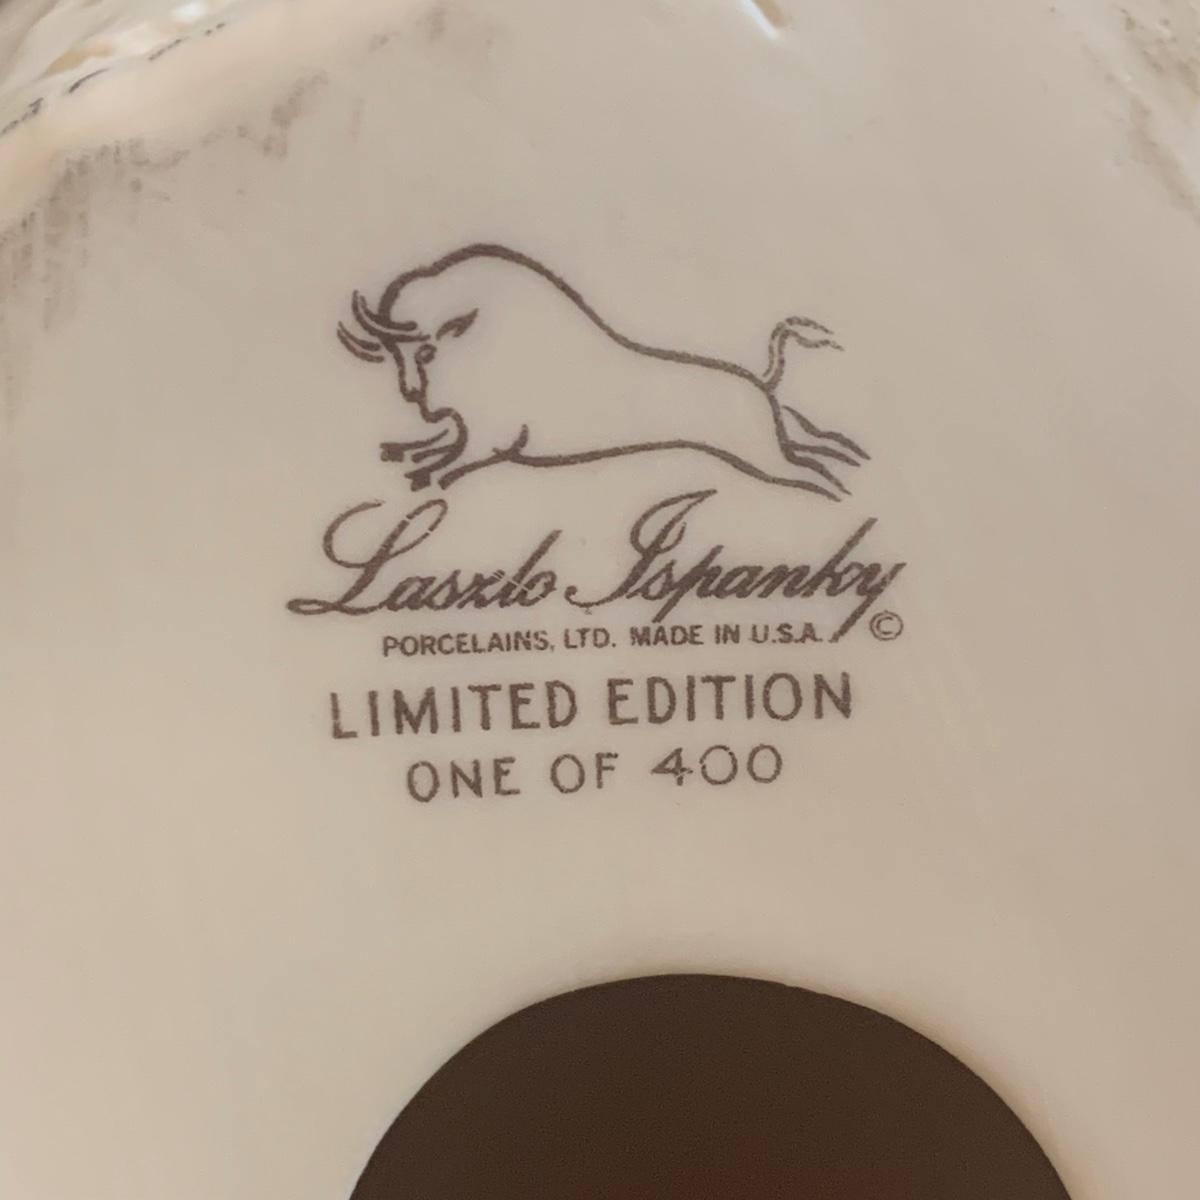 Laszlo Ispanky ©
PORCELAINS, LTD. MADE IN U.S.A.
LIMITED EDITION
ONE OF 400